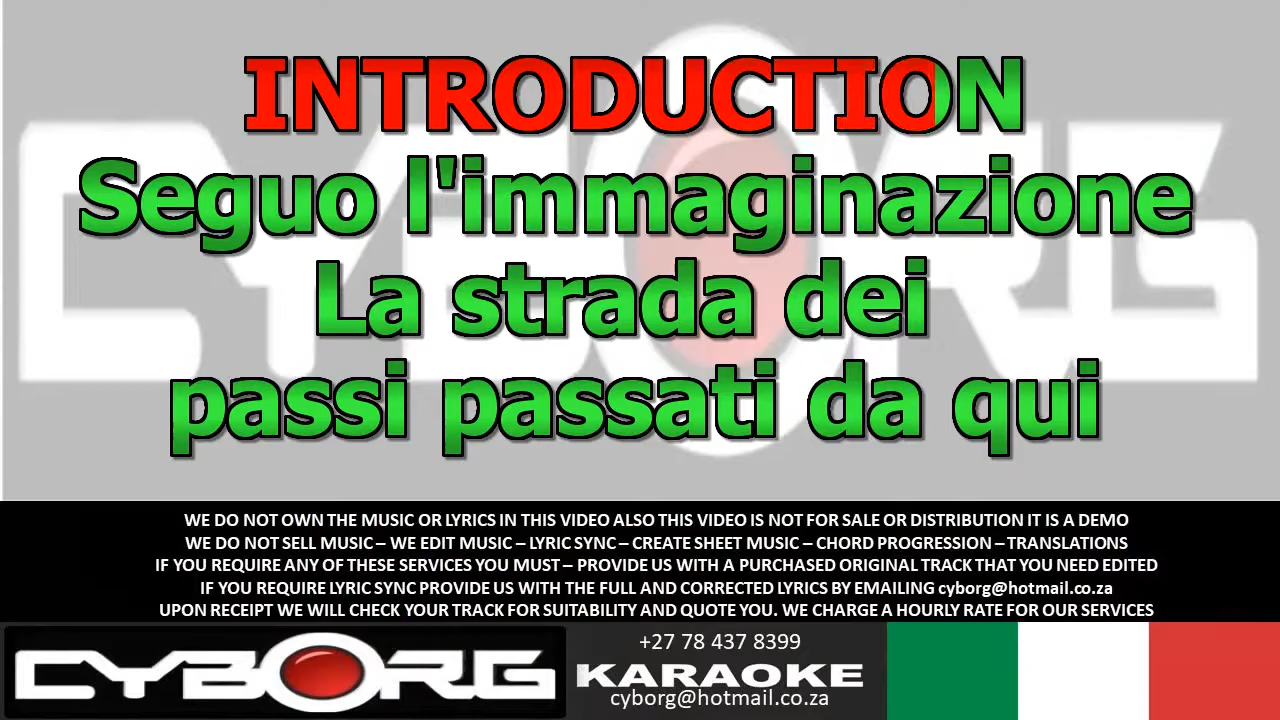 INTRODUCTION
Seguo l'immaginazione
La strada dei
passi passati da qui
WE DO NOT OWN THE MUSIC OR LYRICS IN THIS VIDEO ALSO THIS VIDEO IS NOT FOR SALE OR DISTRIBUTION IT IS A DEMO
WE DO NOT SELL MUSIC – WE EDIT MUSIC – LYRIC SYNC – CREATE SHEET MUSIC – CHORD PROGRESSION – TRANSLATIONS
IF YOU REQUIRE ANY OF THESE SERVICES YOU MUST – PROVIDE US WITH A PURCHASED ORIGINAL TRACK THAT YOU NEED EDITED
IF YOU REQUIRE LYRIC SYNC PROVIDE US WITH THE FULL AND CORRECTED LYRICS BY EMAILING cyborg@hotmail.co.za
UPON RECEIPT WE WILL CHECK YOUR TRACK FOR SUITABILITY AND QUOTE YOU. WE CHARGE A HOURLY RATE FOR OUR SERVICES
CYBORG
+27 78 437 8399
KARAOKE
cyborg@hotmail.co.za
CYBORG